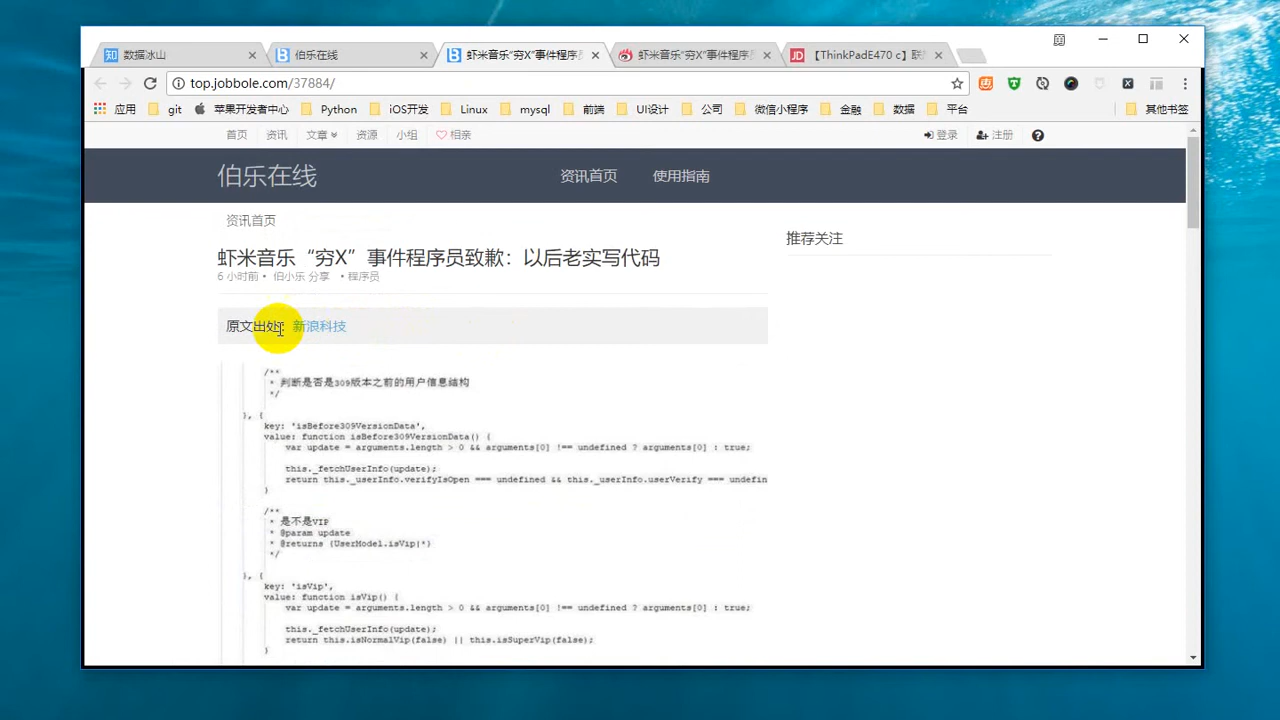 数据冰山
伯乐在线
虾米音乐“穷X”事件程序
虾米音乐“穷X”事件程序
【ThinkPadE470 c】联
top.jobbole.com/37884/
应用 git 苹果开发者中心 Python iOS开发 Linux mysql 前端 UI设计 公司 微信小程序 金融 数据 平台 其他书签
首页 资讯 文章 资源 小组 相亲 登录 注册
伯乐在线 资讯首页 使用指南
资讯首页
推荐关注
虾米音乐“穷X”事件程序员致歉：以后老实写代码
6 小时前 · 伯小乐 分享 · 程序员
原文出处： 新浪科技
/**
* 判断是否是309版本之前的用户信息结构
*/
}, {
key: 'isBefore309VersionData',
value: function isBefore309VersionData() {
var update = arguments.length > 0 && arguments[0] !== undefined ? arguments[0] : true;
this._fetchUserInfo(update);
return this._userInfo.verifyIsOpen === undefined && this._userInfo.userVerify === undefin
}
/**
* 是不是VIP
* @param update
* @returns {UserModel.isVip|*}
*/
}, {
key: 'isVip',
value: function isVip() {
var update = arguments.length > 0 && arguments[0] !== undefined ? arguments[0] : true;
this._fetchUserInfo(update);
return this.isNormalVip(false) || this.isSuperVip(false);
}